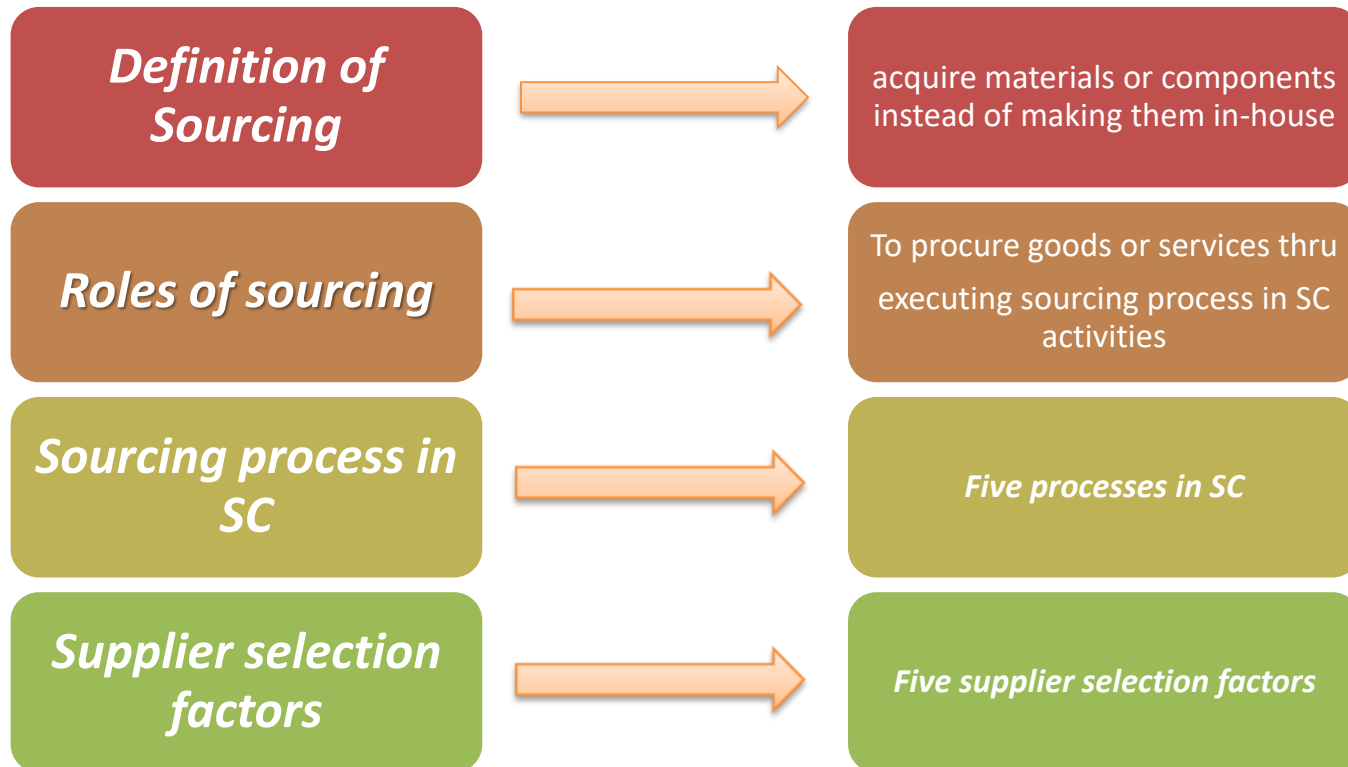 Definition of
Sourcing
acquire materials or components
instead of making them in-house
Roles of sourcing
To procure goods or services thru
executing sourcing process in SC
activities
Sourcing process in
SC
Five processes in SC
Supplier selection
factors
Five supplier selection factors